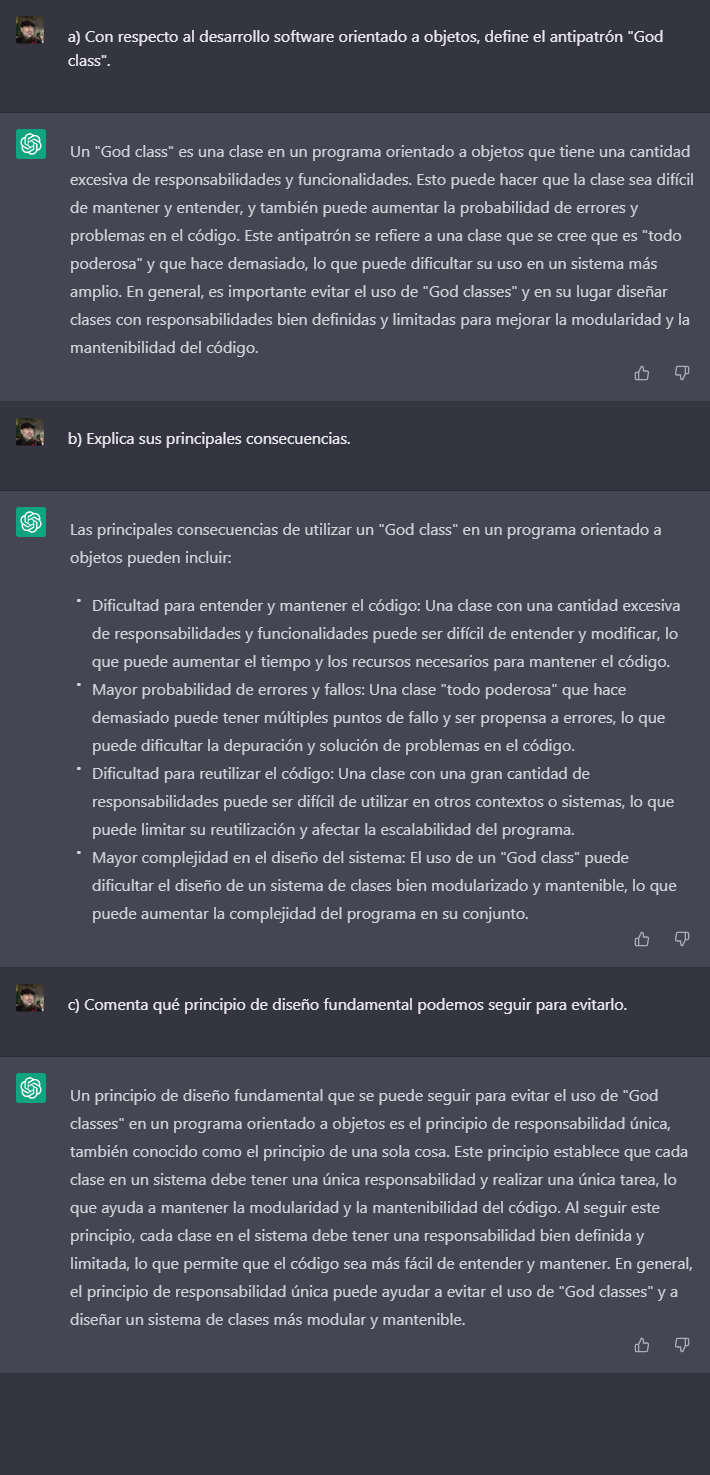 a) Con respecto al desarrollo software orientado a objetos, define el antipatrón "God
class".
Un "God class" es una clase en un programa orientado a objetos que tiene una cantidad
excesiva de responsabilidades y funcionalidades. Esto puede hacer que la clase sea difícil
de mantener y entender, y también puede aumentar la probabilidad de errores y
problemas en el código. Este antipatrón se refiere a una clase que se cree que es "todo
poderosa" y que hace demasiado, lo que puede dificultar su uso en un sistema más
amplio. En general, es importante evitar el uso de "God classes" y en su lugar diseñar
clases con responsabilidades bien definidas y limitadas para mejorar la modularidad y la
mantenibilidad del código.
b) Explica sus principales consecuencias.
Las principales consecuencias de utilizar un "God class" en un programa orientado a
objetos pueden incluir:
• Dificultad para entender y mantener el código: Una clase con una cantidad excesiva
de responsabilidades y funcionalidades puede ser difícil de entender y modificar, lo
que puede aumentar el tiempo y los recursos necesarios para mantener el código.
• Mayor probabilidad de errores y fallos: Una clase "todo poderosa" que hace
demasiado puede tener múltiples puntos de fallo y ser propensa a errores, lo que
puede dificultar la depuración y solución de problemas en el código.
• Dificultad para reutilizar el código: Una clase con una gran cantidad de
responsabilidades puede ser difícil de utilizar en otros contextos o sistemas, lo que
puede limitar su reutilización y afectar la escalabilidad del programa.
• Mayor complejidad en el diseño del sistema: El uso de un "God class" puede
dificultar el diseño de un sistema de clases bien modularizado y mantenible, lo que
puede aumentar la complejidad del programa en su conjunto.
c) Comenta qué principio de diseño fundamental podemos seguir para evitarlo.
Un principio de diseño fundamental que se puede seguir para evitar el uso de "God
classes" en un programa orientado a objetos es el principio de responsabilidad única,
también conocido como el principio de una sola cosa. Este principio establece que cada
clase en un sistema debe tener una única responsabilidad y realizar una única tarea, lo
que ayuda a mantener la modularidad y la mantenibilidad del código. Al seguir este
principio, cada clase en el sistema debe tener una responsabilidad bien definida y
limitada, lo que permite que el código sea más fácil de entender y mantener. En general,
el principio de responsabilidad única puede ayudar a evitar el uso de "God classes" y a
diseñar un sistema de clases más modular y mantenible.